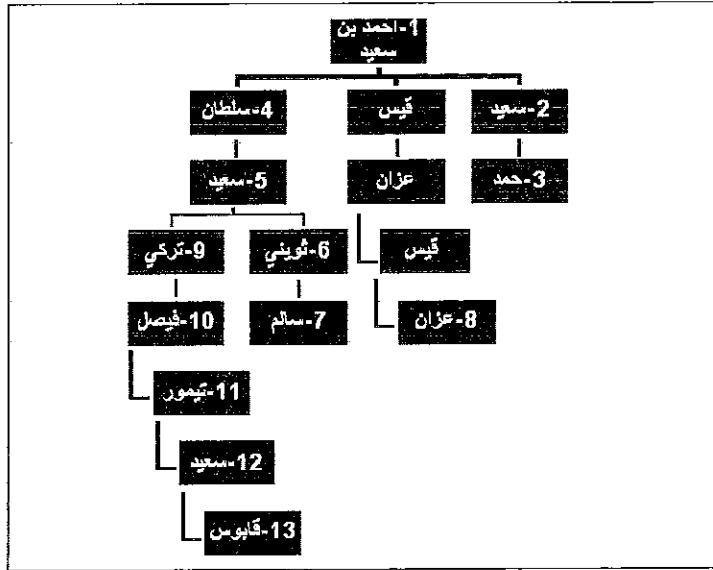 1-احمد بن
سعيد
2-سعيد
قيس
4-سلطان
3-حمد
عزان
5-سعيد
قيس
6-ثويني
9-تركي
8-عزان
7-سالم
10-فيصل
11-تيمور
12-سعيد
13-قابوس